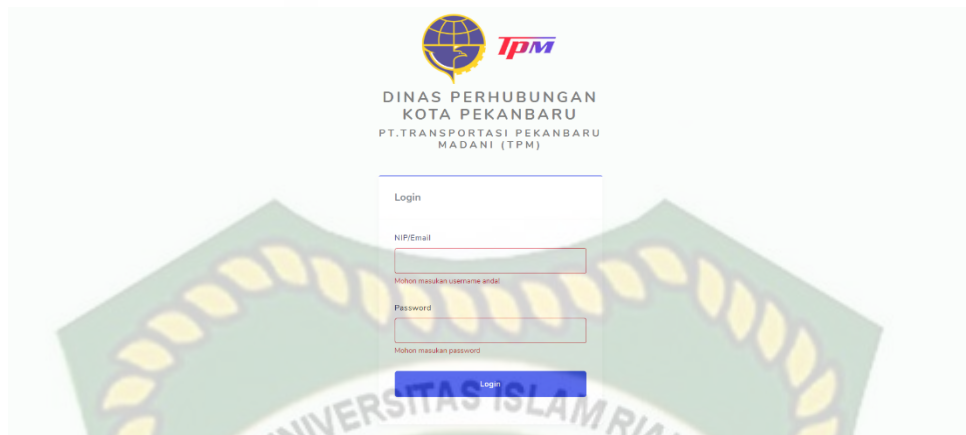 TPM
DINAS PERHUBUNGAN
KOTA PEKANBARU
PT.TRANSPORTASI PEKANBARU
MADANI (TPM)
Login
NIP/Email
Mohon masukan username anda!
Password
Mohon masukan password
Login
UNIVERSITAS ISLAM RIAU